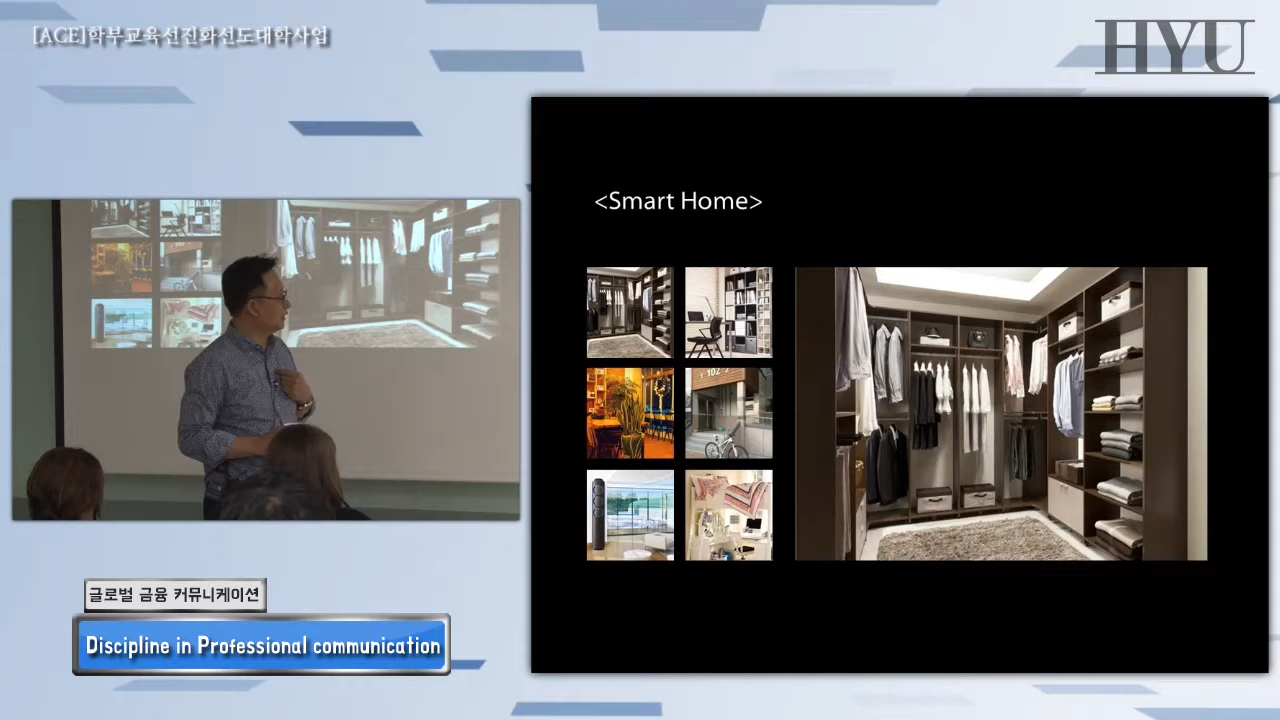 [ACE]학부교육선진화선도대학사업
HYU
<Smart Home>
102
글로벌 금융 커뮤니케이션
Discipline in Professional communication